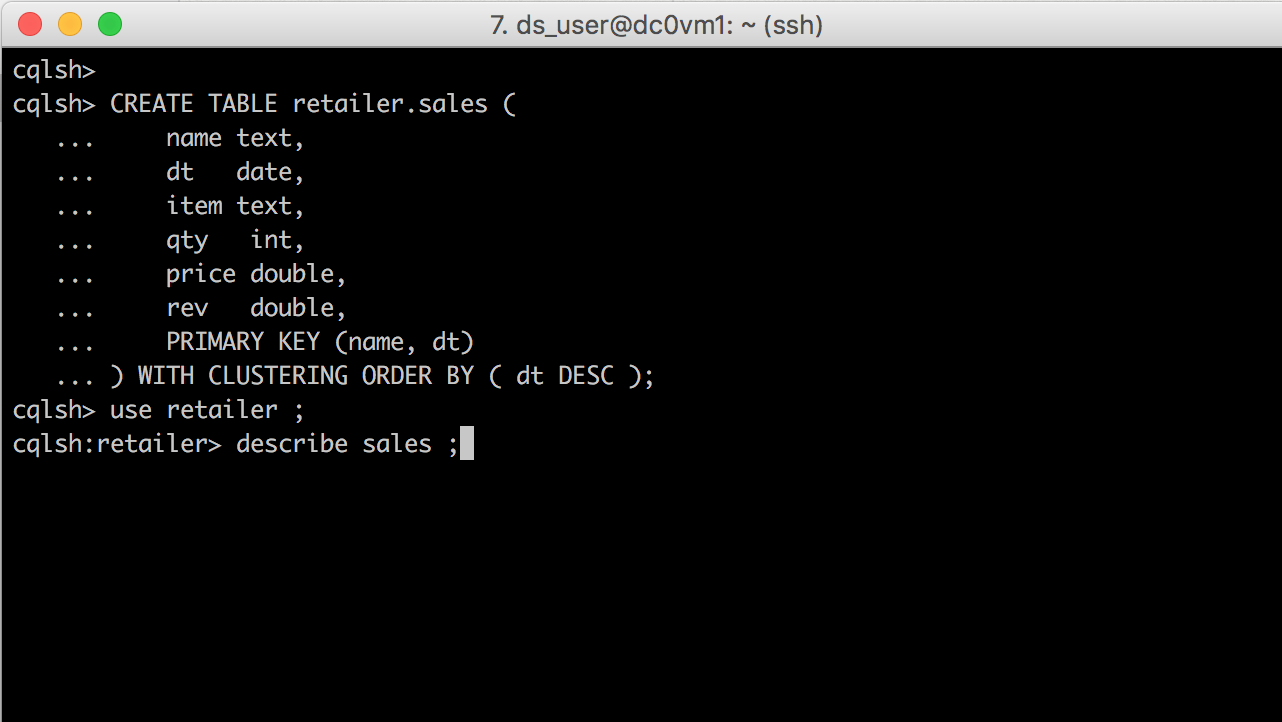 7. ds_user@dc0vm1: ~ (ssh)
cqlsh>
cqlsh> CREATE TABLE retailer.sales (
   ...     name text,
   ...     dt   date,
   ...     item text,
   ...     qty   int,
   ...     price double,
   ...     rev   double,
   ...     PRIMARY KEY (name, dt)
   ... ) WITH CLUSTERING ORDER BY ( dt DESC );
cqlsh> use retailer ;
cqlsh:retailer> describe sales ;